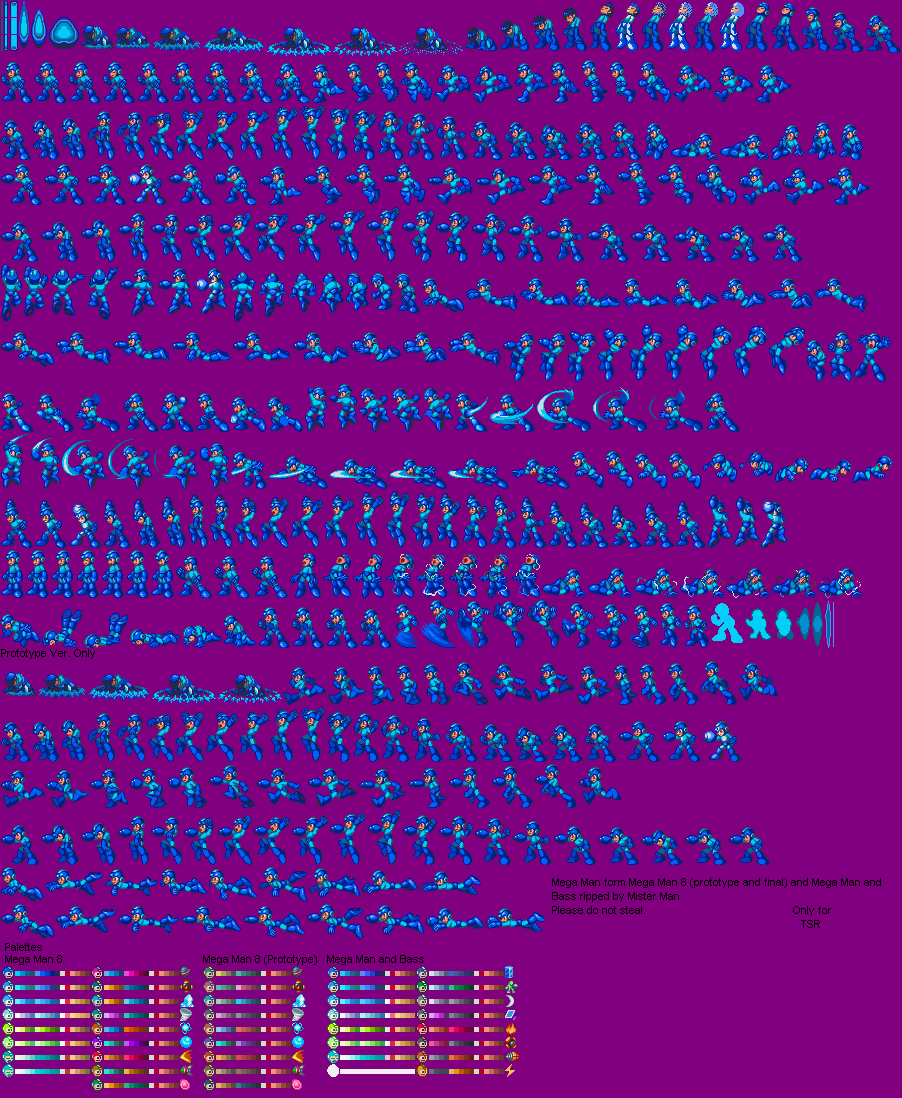 Prototype Ver. Only
Mega Man form Mega Man 8 (prototype and final) and Mega Man and
Bass ripped by Mister Man
Please do not steal.
Only for
TSR
Palettes
Mega Man 8
Mega Man 8 (Prototype)
Mega Man and Bass